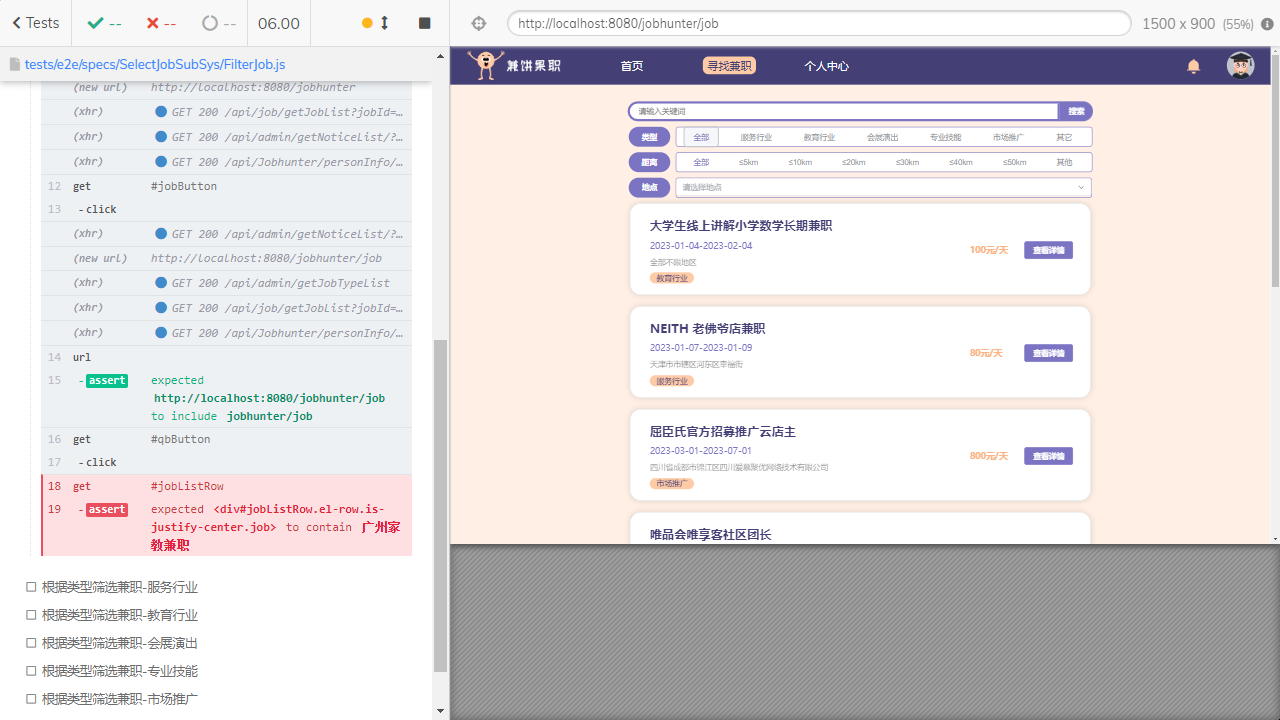 Tests -- -- -- 06.00
http://localhost:8080/jobhunter/job
1500 x 900 (55%)
tests/e2e/specs/SelectJobSubSys/FilterJob.js
(new url) http://localhost:8080/jobhunter
(xhr) GET 200 /api/job/getJobList?jobId=…
(xhr) GET 200 /api/admin/getNoticeList/?…
(xhr) GET 200 /api/Jobhunter/personInfo/…
12 get #jobButton
13 - click
(xhr) GET 200 /api/admin/getNoticeList/?…
(new url) http://localhost:8080/jobhunter/job
(xhr) GET 200 /api/admin/getJobTypeList
(xhr) GET 200 /api/job/getJobList?jobId=…
(xhr) GET 200 /api/Jobhunter/personInfo/…
14 url
15 - assert expected
http://localhost:8080/jobhunter/job
to include jobhunter/job
16 get #qbButton
17 - click
18 get #jobListRow
19 - assert expected <div#jobListRow.el-row.is-
justify-center.job> to contain 广州家
教兼职
根据类型筛选兼职-服务行业
根据类型筛选兼职-教育行业
根据类型筛选兼职-会展演出
根据类型筛选兼职-专业技能
根据类型筛选兼职-市场推广
兼饼果职 首页 寻找兼职 个人中心
请输入关键词 搜索
类型 全部 服务行业 教育行业 会展演出 专业技能 市场推广 其它
距离 全部 ≤5km ≤10km ≤20km ≤30km ≤40km ≤50km 其他
地点 请选择地点
大学生线上讲解小学数学长期兼职
2023-01-04-2023-02-04
全部不限地区
教育行业
100元/天 查看详情
NEITH 老佛爷店兼职
2023-01-07-2023-01-09
天津市市辖区河东区幸福街
服务行业
80元/天 查看详情
屈臣氏官方招募推广云店主
2023-03-01-2023-07-01
四川省成都市锦江区四川爱慕聚优网络技术有限公司
市场推广
800元/天 查看详情
唯品会唯享客社区团长